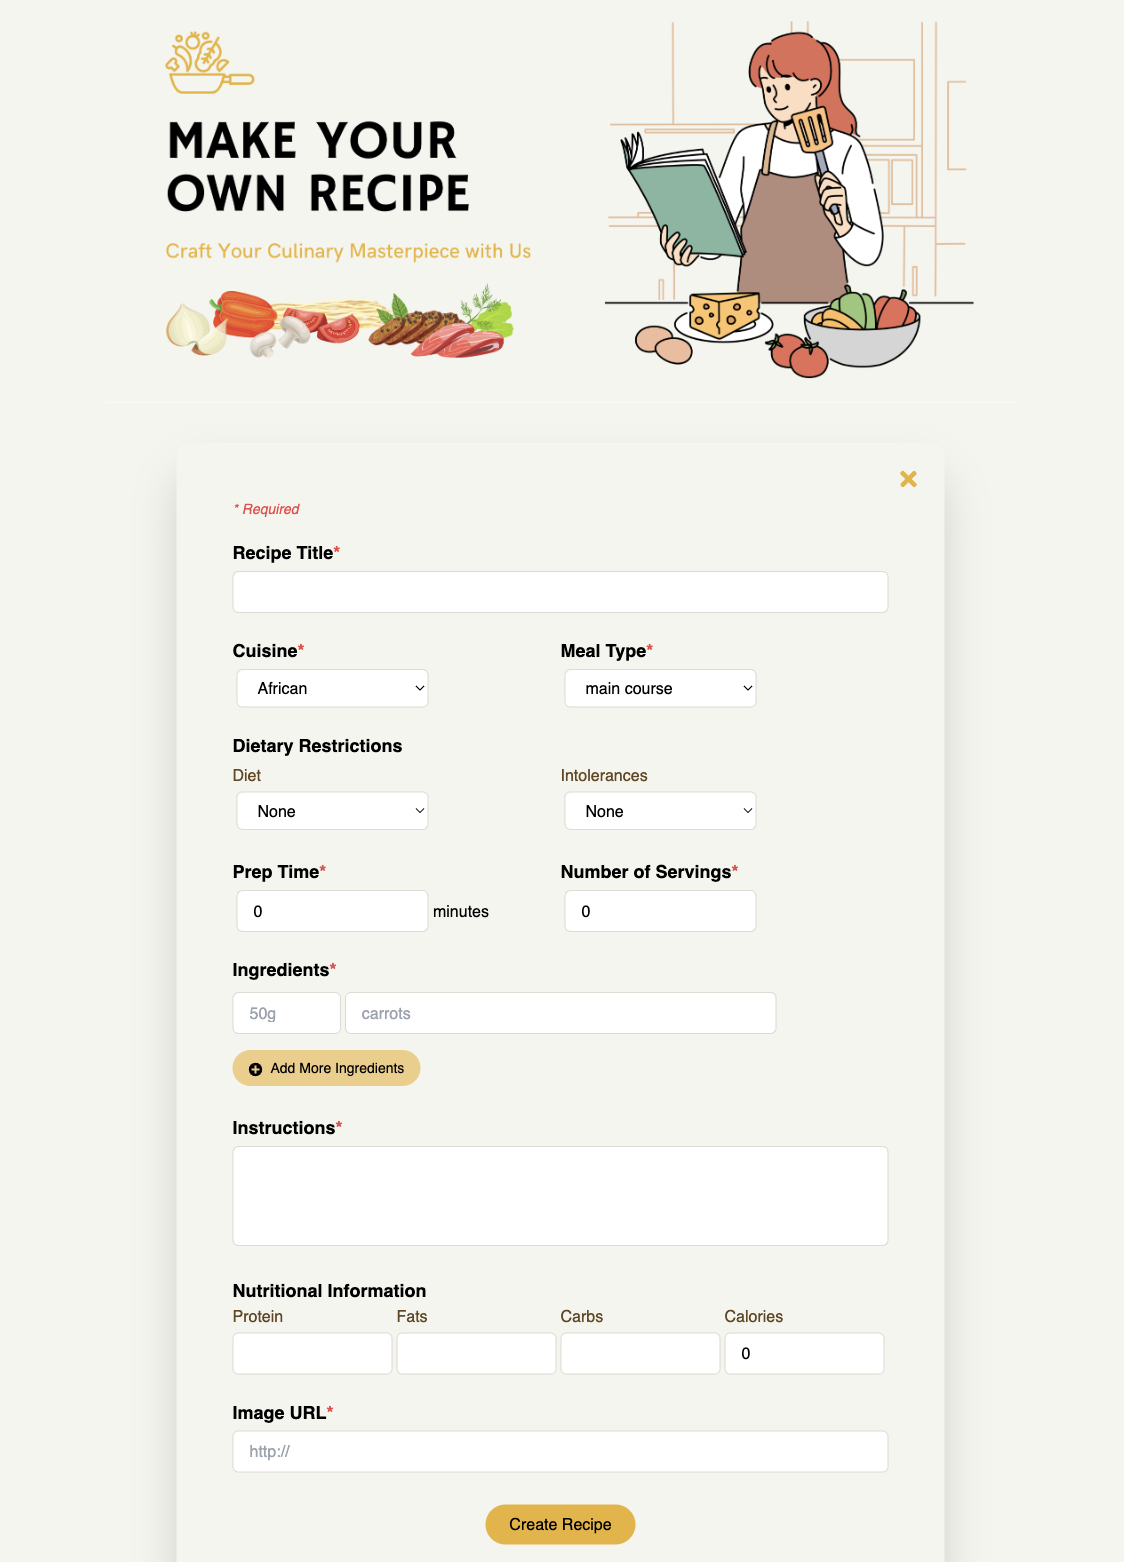 MAKE YOUR
OWN RECIPE
Craft Your Culinary Masterpiece with Us
* Required
Recipe Title*
Cuisine* Meal Type*
African main course
Dietary Restrictions
Diet Intolerances
None None
Prep Time* Number of Servings*
0 minutes 0
Ingredients*
50g carrots
Add More Ingredients
Instructions*
Nutritional Information
Protein Fats Carbs Calories
0
Image URL*
http://
Create Recipe